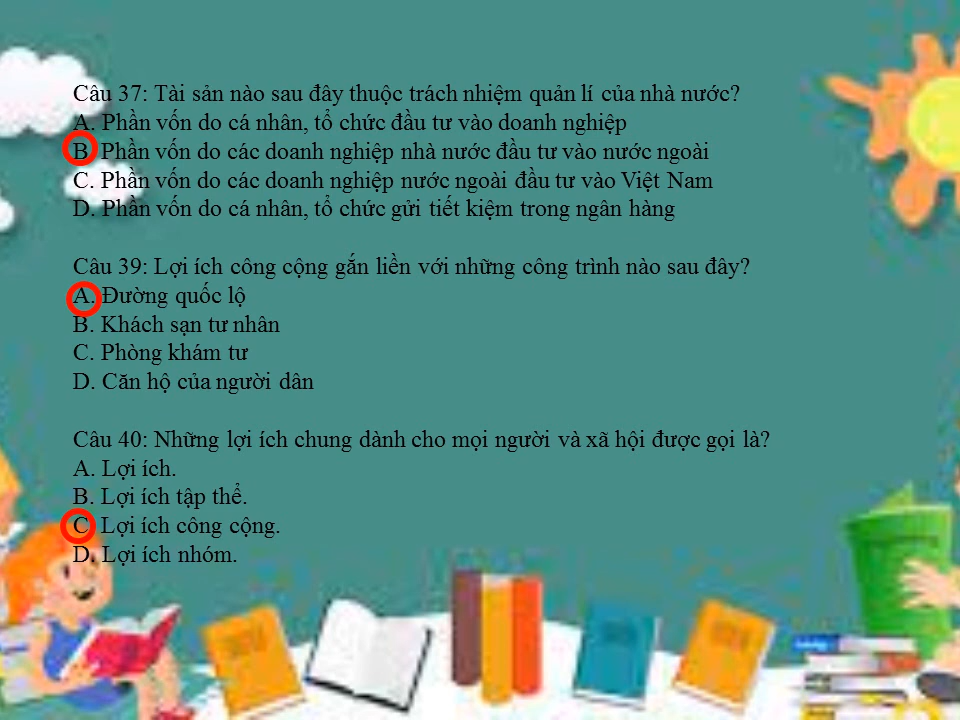 Câu 37: Tài sản nào sau đây thuộc trách nhiệm quản lí của nhà nước?
A. Phần vốn do cá nhân, tổ chức đầu tư vào doanh nghiệp
B. Phần vốn do các doanh nghiệp nhà nước đầu tư vào nước ngoài
C. Phần vốn do các doanh nghiệp nước ngoài đầu tư vào Việt Nam
D. Phần vốn do cá nhân, tổ chức gửi tiết kiệm trong ngân hàng
Câu 39: Lợi ích công cộng gắn liền với những công trình nào sau đây?
A. Đường quốc lộ
B. Khách sạn tư nhân
C. Phòng khám tư
D. Căn hộ của người dân
Câu 40: Những lợi ích chung dành cho mọi người và xã hội được gọi là?
A. Lợi ích.
B. Lợi ích tập thể.
C. Lợi ích công cộng.
D. Lợi ích nhóm.